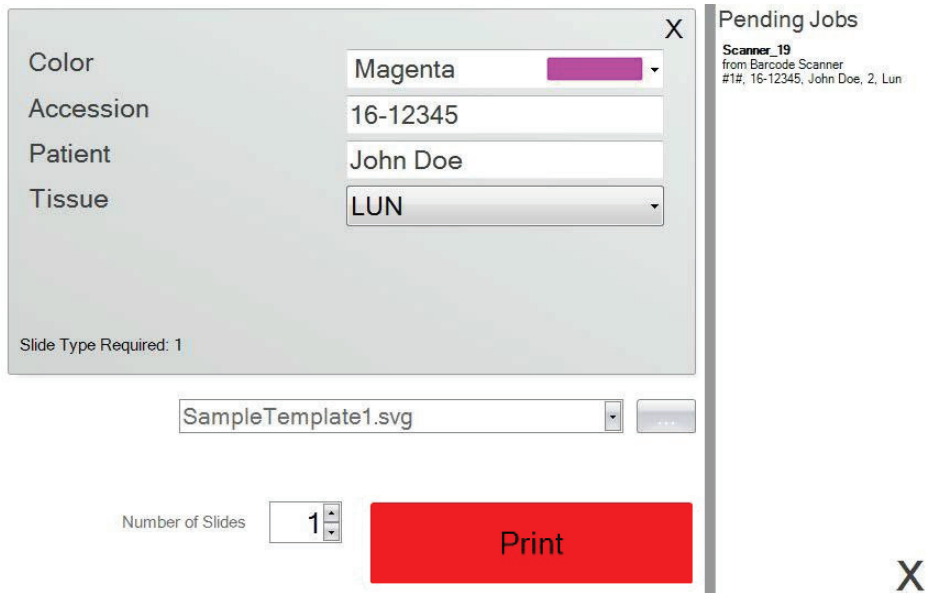 X
Color
Magenta
Accession
16-12345
Patient
John Doe
Tissue
LUN
Slide Type Required: 1
SampleTemplate1.svg
...
Number of Slides
1
Print
Pending Jobs
Scanner_19
from Barcode Scanner
#1#, 16-12345, John Doe, 2, Lun
X